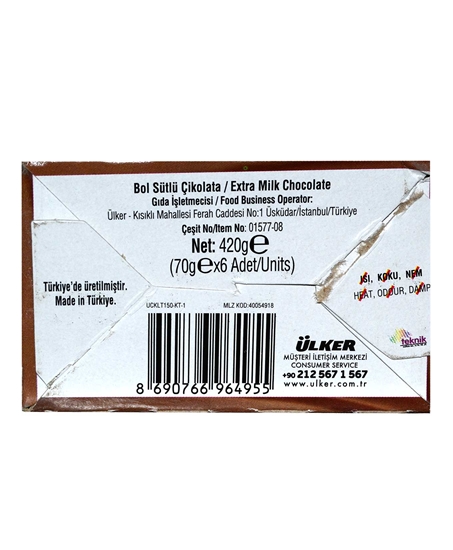 Bol Sütlü Çikolata / Extra Milk Chocolate
Gıda İşletmecisi / Food Business Operator:
Ülker - Kısıklı Mahallesi Ferah Caddesi No:1 Üsküdar/İstanbul/Türkiye
Çeşit No/Item No: 01577-08
Net: 420g℮
(70g℮x6 Adet/Units)
Türkiye'de üretilmiştir.
Made in Türkiye.
ISI, KOKU, NEM
HEAT, ODOUR, DAMP
UCKLT150-KT-1
MLZ KOD:40054918
teknik
8 690766 964955
ÜLKER
MÜŞTERİ İLETİŞİM MERKEZİ
CONSUMER SERVICE
+90 212 567 1 567
www.ulker.com.tr